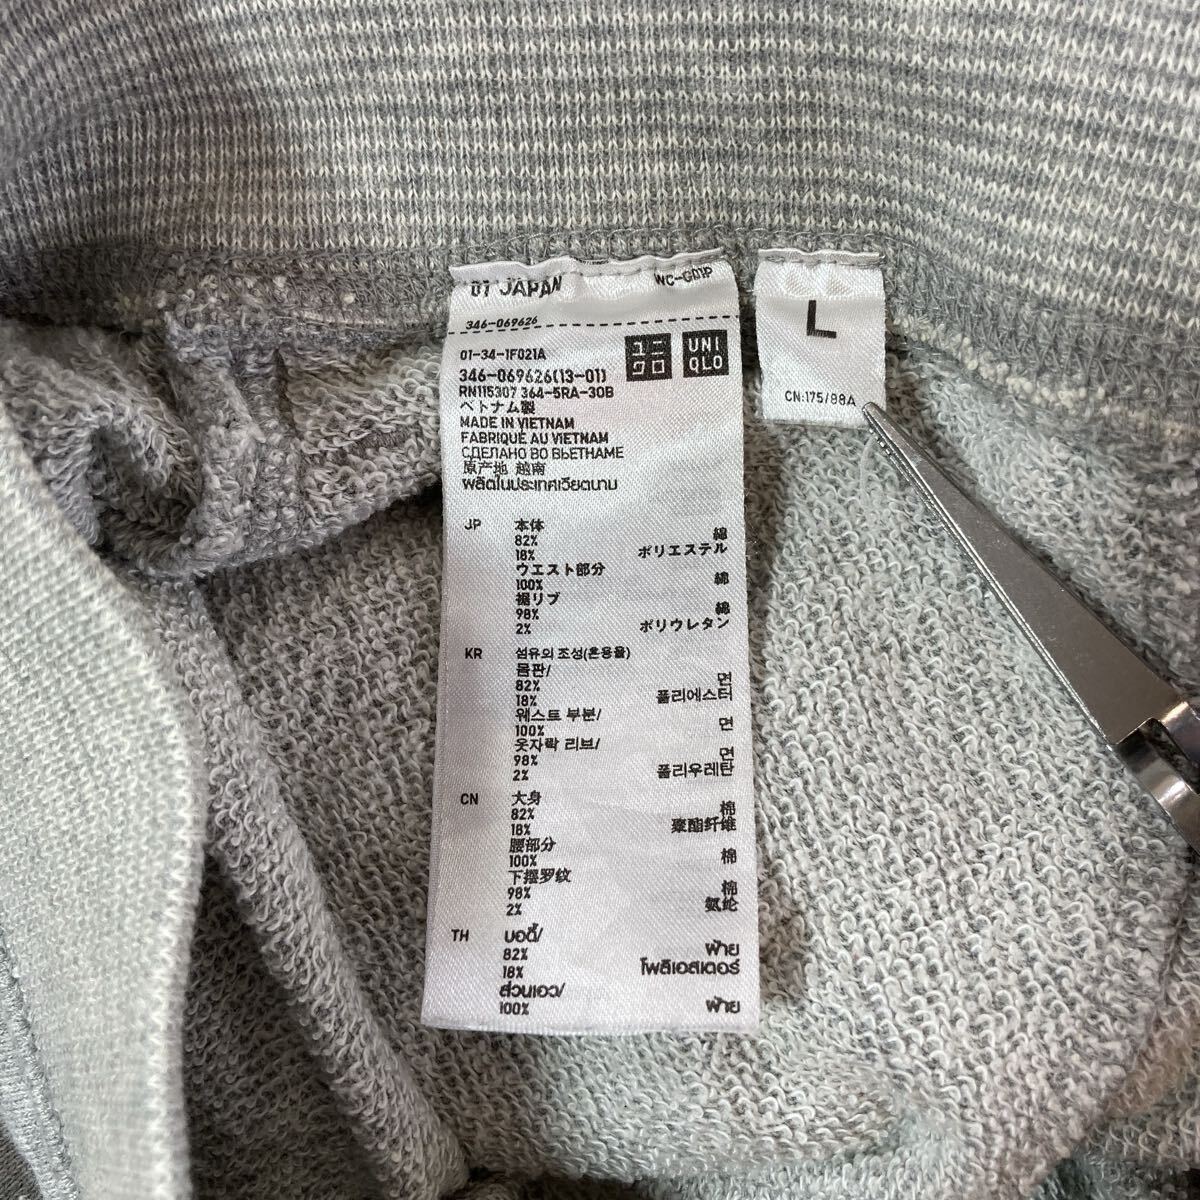 01 JAPAN WC-GD1P
346-069626
01-34-1F021A
346-069626(13-01)
RN115307 364-5RA-30B
ベトナム製
MADE IN VIETNAM
FABRIQUÉ AU VIETNAM
СДЕЛАНО ВО ВЬЕТНАМЕ
原产地 越南
ผลิตในประเทศเวียดนาม
ユニ
クロ
UNI
QLO
L
CN:175/88A
JP 本体
82% 綿
18% ポリエステル
ウエスト部分
100% 綿
裾リブ
98% 綿
2% ポリウレタン
KR 섬유의 조성(혼용율)
몸판/
82% 면
18% 폴리에스터
웨스트 부분/
100% 면
옷자락 리브/
98% 면
2% 폴리우레탄
CN 大身
82% 棉
18% 聚酯纤维
腰部分
100% 棉
下摆罗纹
98% 棉
2% 氨纶
TH บอดี้/
82% ฝ้าย
18% โพลีเอสเตอร์
ส่วนเอว/
100% ฝ้าย